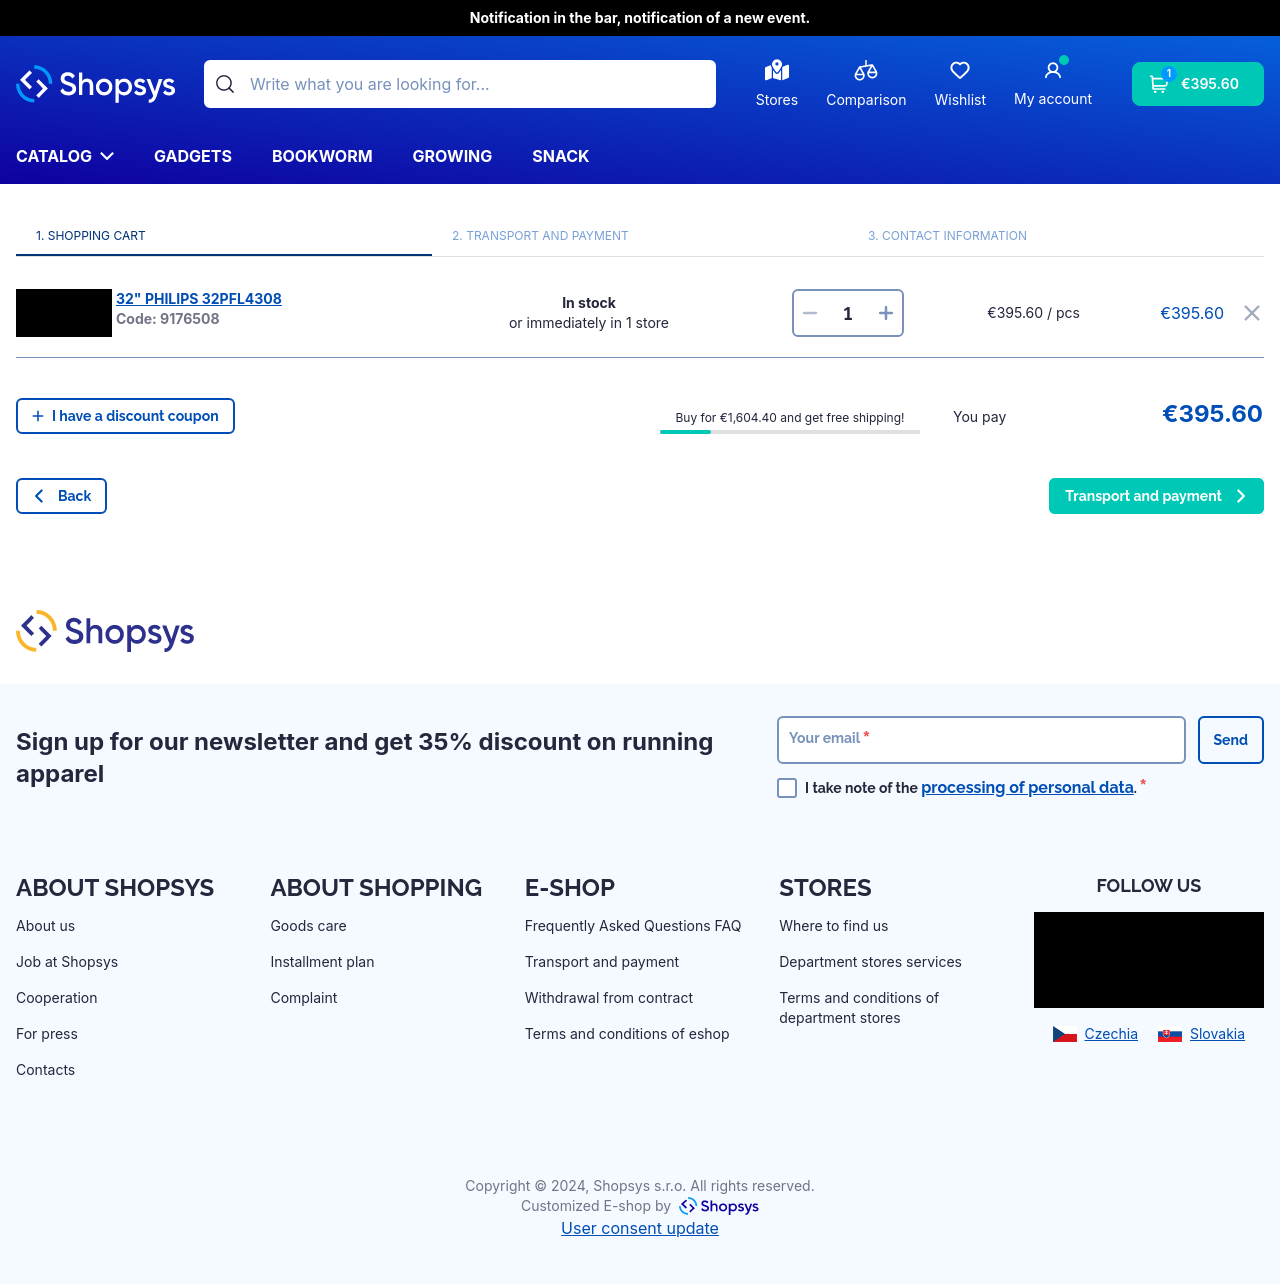 Notification in the bar, notification of a new event.
Shopsys
Write what you are looking for...
Stores
Comparison
Wishlist
My account
1
€395.60
CATALOG
GADGETS
BOOKWORM
GROWING
SNACK
1. SHOPPING CART
2. TRANSPORT AND PAYMENT
3. CONTACT INFORMATION
32" PHILIPS 32PFL4308
Code: 9176508
In stock
or immediately in 1 store
1
€395.60 / pcs
€395.60
I have a discount coupon
Buy for €1,604.40 and get free shipping!
You pay
€395.60
Back
Transport and payment
Shopsys
Sign up for our newsletter and get 35% discount on running
apparel
Your email *
Send
I take note of the processing of personal data. *
ABOUT SHOPSYS
About us
Job at Shopsys
Cooperation
For press
Contacts
ABOUT SHOPPING
Goods care
Installment plan
Complaint
E-SHOP
Frequently Asked Questions FAQ
Transport and payment
Withdrawal from contract
Terms and conditions of eshop
STORES
Where to find us
Department stores services
Terms and conditions of
department stores
FOLLOW US
Czechia
Slovakia
Copyright © 2024, Shopsys s.r.o. All rights reserved.
Customized E-shop by Shopsys
User consent update